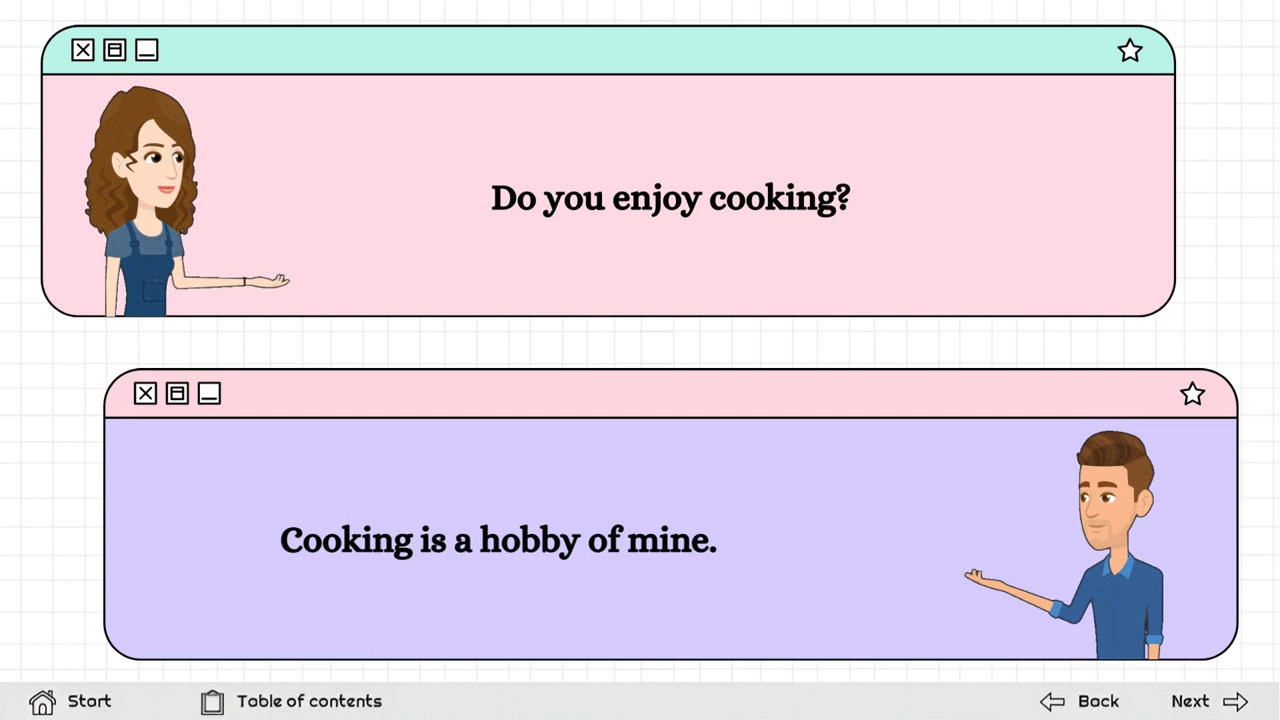 Do you enjoy cooking?
Cooking is a hobby of mine.
Start
Table of contents
Back
Next